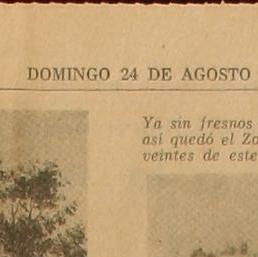 DOMINGO 24 DE AGOSTO
Ya sin fresnos
así quedó el Zo
veintes de este